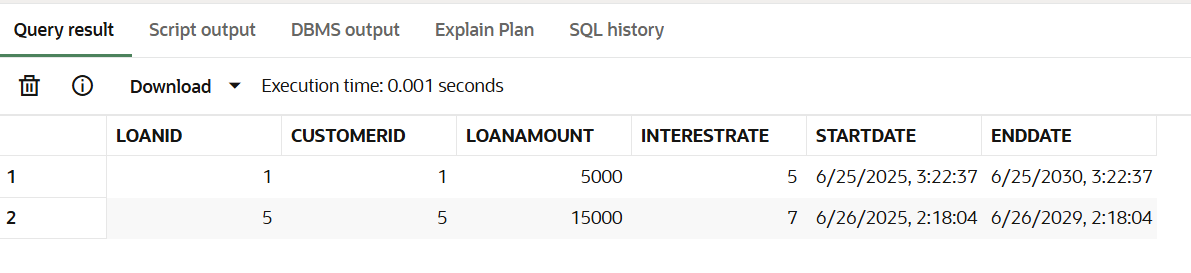 Query result Script output DBMS output Explain Plan SQL history
Download Execution time: 0.001 seconds
LOANID CUSTOMERID LOANAMOUNT INTERESTRATE STARTDATE ENDDATE
1 1 1 5000 5 6/25/2025, 3:22:37 6/25/2030, 3:22:37
2 5 5 15000 7 6/26/2025, 2:18:04 6/26/2029, 2:18:04